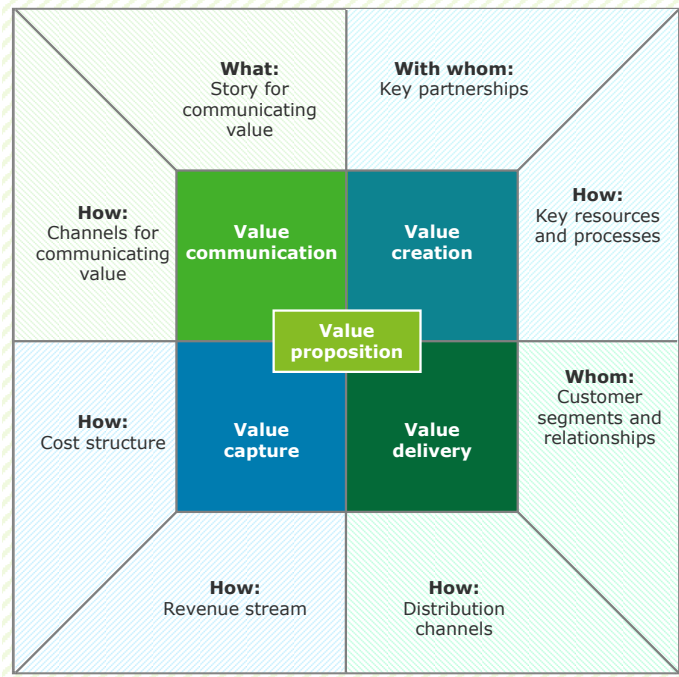 What:
Story for
communicating
value
With whom:
Key partnerships
How:
Channels for
communicating
value
Value
communication
Value
creation
How:
Key resources
and processes
Value
proposition
How:
Cost structure
Value
capture
Value
delivery
Whom:
Customer
segments and
relationships
How:
Revenue stream
How:
Distribution
channels